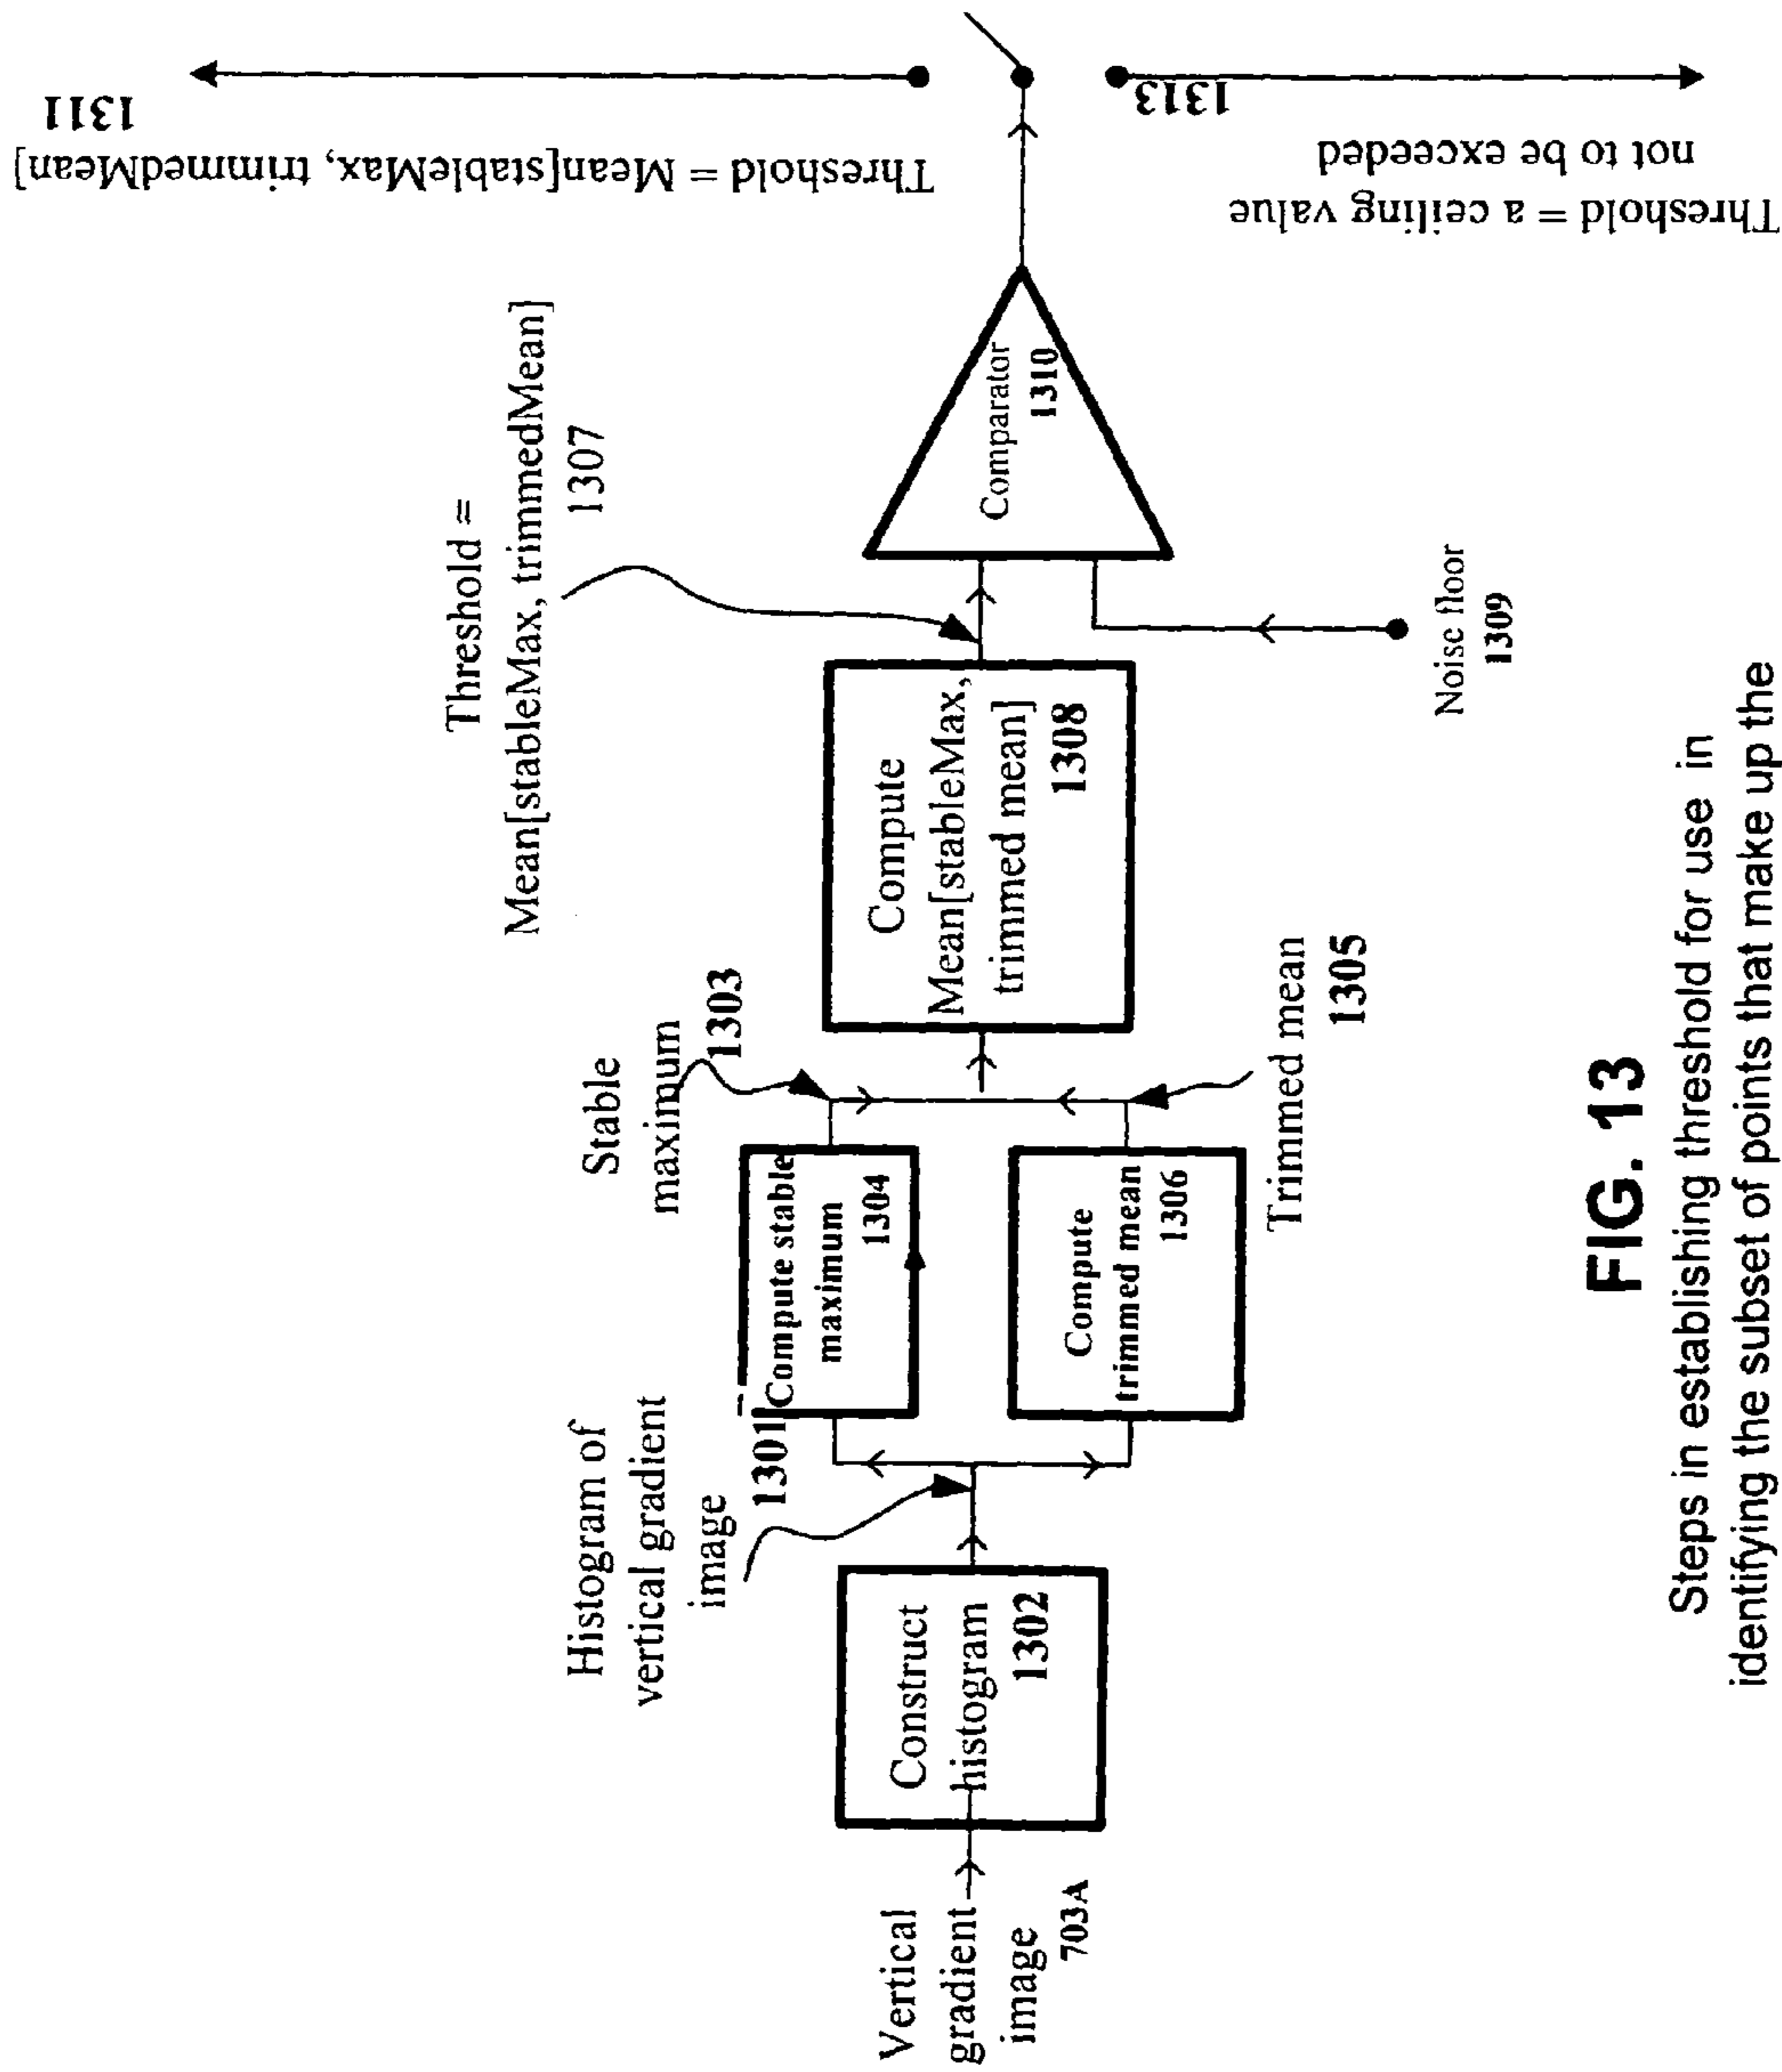 Vertical
gradient
image
703A
Construct
histogram
1302
Histogram of
vertical gradient
image
1301
Compute stable
maximum
1304
Compute
trimmed mean
1306
Stable
maximum
1303
Trimmed mean
1305
Compute
Mean[stableMax,
trimmed mean]
1308
Threshold =
Mean[stableMax, trimmedMean]
1307
Noise floor
1309
Comparator
1310
1311
Threshold = Mean[stableMax, trimmedMean]
1313
Threshold = a ceiling value
not to be exceeded
FIG. 13
Steps in establishing threshold for use in
identifying the subset of points that make up the